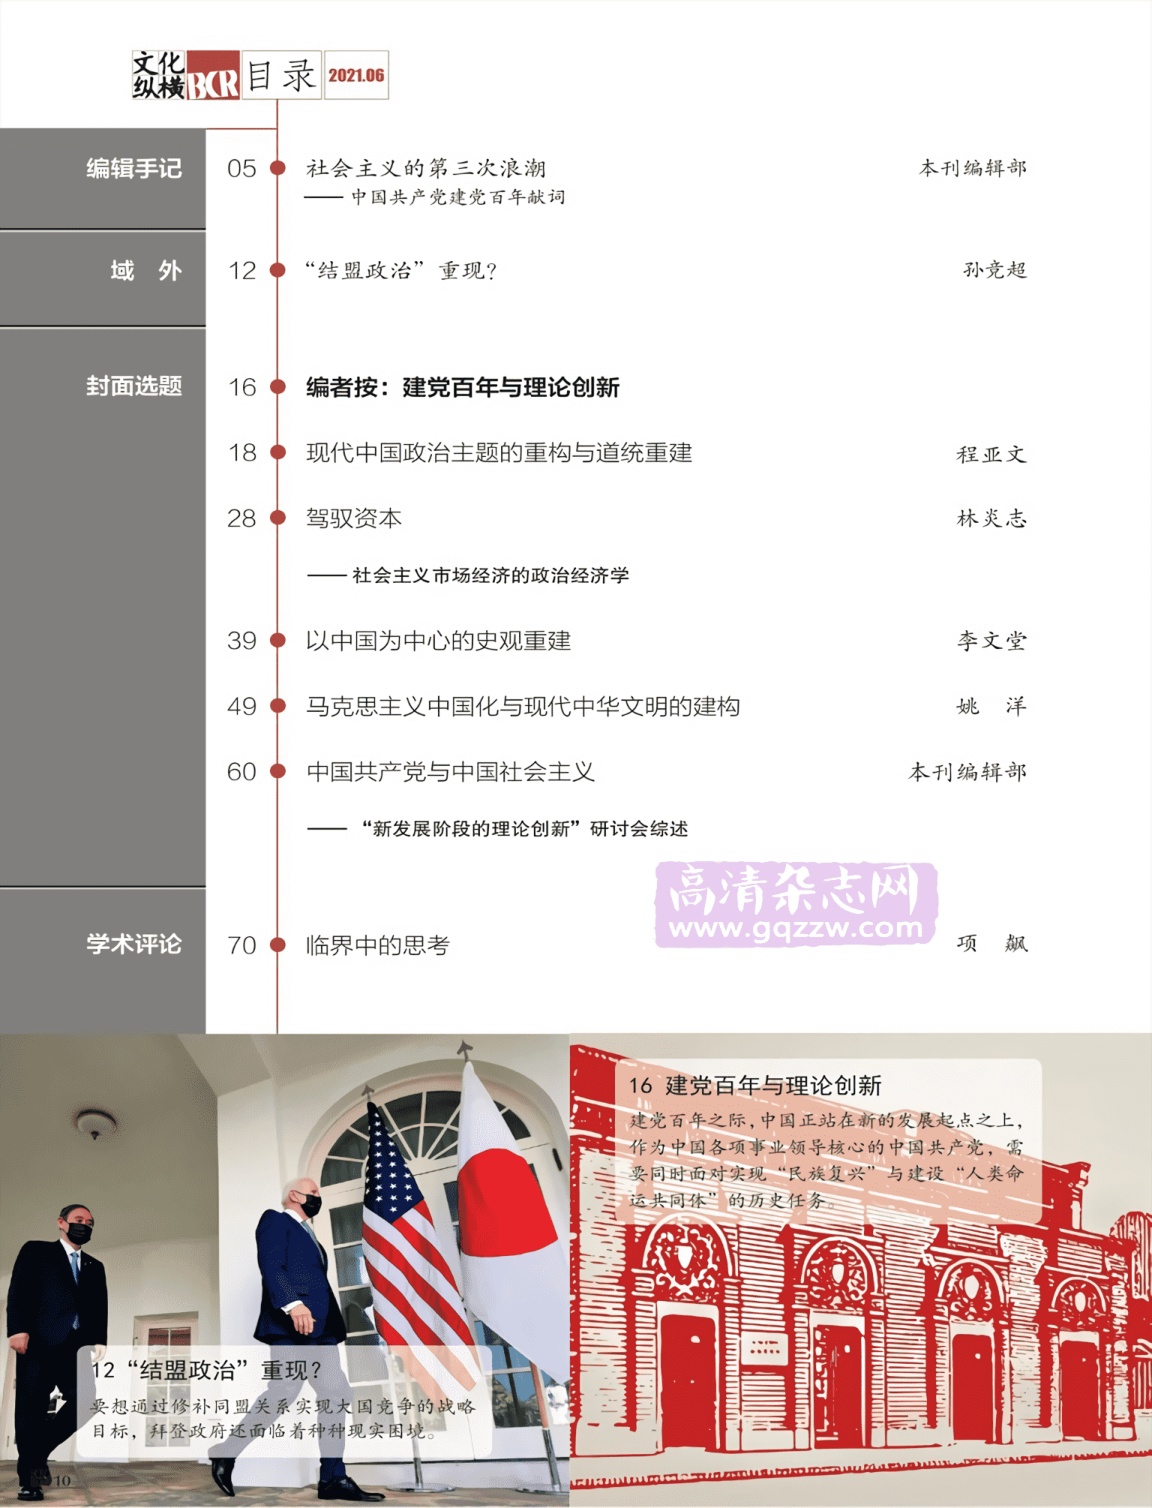 文化
纵横
BCR
目录
2021.06
编辑手记
05
社会主义的第三次浪潮
本刊编辑部
——中国共产党建党百年献词
域 外
12
“结盟政治”重现？
孙竞超
封面选题
16
编者按：建党百年与理论创新
18
现代中国政治主题的重构与道统重建
程亚文
28
驾驭资本
林炎志
——社会主义市场经济的政治经济学
39
以中国为中心的史观重建
李文堂
49
马克思主义中国化与现代中华文明的建构
姚 洋
60
中国共产党与中国社会主义
本刊编辑部
——“新发展阶段的理论创新”研讨会综述
高清杂志网
www.gqzzw.com
学术评论
70
临界中的思考
项 飙
12 “结盟政治”重现？
要想通过修补同盟关系实现大国竞争的战略
目标，拜登政府还面临着种种现实困境。
10
16 建党百年与理论创新
建党百年之际，中国正站在新的发展起点之上，
作为中国各项事业领导核心的中国共产党，需
要同时面对实现“民族复兴”与建设“人类命
运共同体”的历史任务。